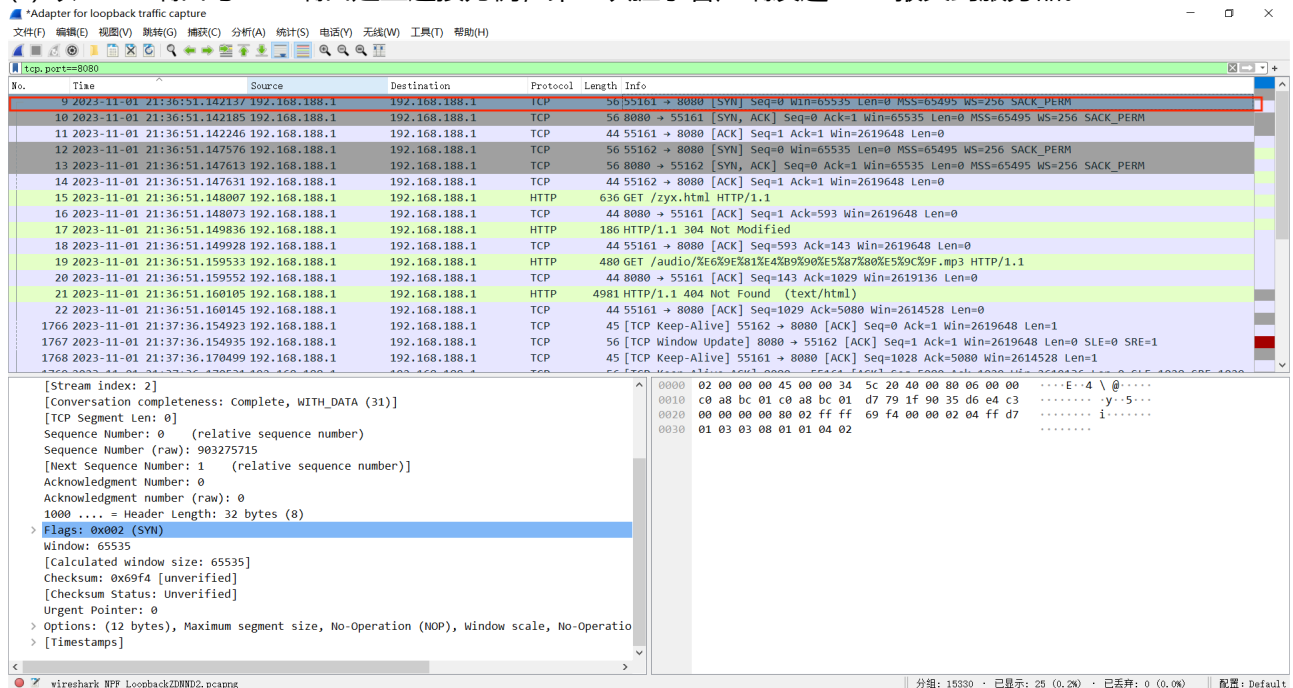 *Adapter for loopback traffic capture
文件(F) 编辑(E) 视图(V) 跳转(G) 捕获(C) 分析(A) 统计(S) 电话(Y) 无线(W) 工具(T) 帮助(H)
tcp.port==8080
No. Time Source Destination Protocol Length Info
9 2023-11-01 21:36:51.142137 192.168.188.1 192.168.188.1 TCP 56 55161 → 8080 [SYN] Seq=0 Win=65535 Len=0 MSS=65495 WS=256 SACK_PERM
10 2023-11-01 21:36:51.142185 192.168.188.1 192.168.188.1 TCP 56 8080 → 55161 [SYN, ACK] Seq=0 Ack=1 Win=65535 Len=0 MSS=65495 WS=256 SACK_PERM
11 2023-11-01 21:36:51.142246 192.168.188.1 192.168.188.1 TCP 44 55161 → 8080 [ACK] Seq=1 Ack=1 Win=2619648 Len=0
12 2023-11-01 21:36:51.147576 192.168.188.1 192.168.188.1 TCP 56 55162 → 8080 [SYN] Seq=0 Win=65535 Len=0 MSS=65495 WS=256 SACK_PERM
13 2023-11-01 21:36:51.147613 192.168.188.1 192.168.188.1 TCP 56 8080 → 55162 [SYN, ACK] Seq=0 Ack=1 Win=65535 Len=0 MSS=65495 WS=256 SACK_PERM
14 2023-11-01 21:36:51.147631 192.168.188.1 192.168.188.1 TCP 44 55162 → 8080 [ACK] Seq=1 Ack=1 Win=2619648 Len=0
15 2023-11-01 21:36:51.148007 192.168.188.1 192.168.188.1 HTTP 636 GET /zyx.html HTTP/1.1
16 2023-11-01 21:36:51.148073 192.168.188.1 192.168.188.1 TCP 44 8080 → 55161 [ACK] Seq=1 Ack=593 Win=2619648 Len=0
17 2023-11-01 21:36:51.149836 192.168.188.1 192.168.188.1 HTTP 186 HTTP/1.1 304 Not Modified
18 2023-11-01 21:36:51.149928 192.168.188.1 192.168.188.1 TCP 44 55161 → 8080 [ACK] Seq=593 Ack=143 Win=2619648 Len=0
19 2023-11-01 21:36:51.159533 192.168.188.1 192.168.188.1 HTTP 480 GET /audio/%E6%9E%81%E4%B9%90%E5%87%80%E5%9C%9F.mp3 HTTP/1.1
20 2023-11-01 21:36:51.159552 192.168.188.1 192.168.188.1 TCP 44 8080 → 55161 [ACK] Seq=143 Ack=1029 Win=2619136 Len=0
21 2023-11-01 21:36:51.160105 192.168.188.1 192.168.188.1 HTTP 4981 HTTP/1.1 404 Not Found (text/html)
22 2023-11-01 21:36:51.160145 192.168.188.1 192.168.188.1 TCP 44 55161 → 8080 [ACK] Seq=1029 Ack=5080 Win=2614528 Len=0
1766 2023-11-01 21:37:36.154923 192.168.188.1 192.168.188.1 TCP 45 [TCP Keep-Alive] 55162 → 8080 [ACK] Seq=0 Ack=1 Win=2619648 Len=1
1767 2023-11-01 21:37:36.154935 192.168.188.1 192.168.188.1 TCP 56 [TCP Window Update] 8080 → 55162 [ACK] Seq=1 Ack=1 Win=2619648 Len=0 SLE=0 SRE=1
1768 2023-11-01 21:37:36.170499 192.168.188.1 192.168.188.1 TCP 45 [TCP Keep-Alive] 55161 → 8080 [ACK] Seq=1028 Ack=5080 Win=2614528 Len=1
[Stream index: 2]
[Conversation completeness: Complete, WITH_DATA (31)]
[TCP Segment Len: 0]
Sequence Number: 0 (relative sequence number)
Sequence Number (raw): 903275715
[Next Sequence Number: 1 (relative sequence number)]
Acknowledgment Number: 0
Acknowledgment number (raw): 0
1000 .... = Header Length: 32 bytes (8)
Flags: 0x002 (SYN)
Window: 65535
[Calculated window size: 65535]
Checksum: 0x69f4 [unverified]
[Checksum Status: Unverified]
Urgent Pointer: 0
Options: (12 bytes), Maximum segment size, No-Operation (NOP), Window scale, No-Operatio
[Timestamps]
0000 02 00 00 00 45 00 00 34 5c 20 40 00 80 06 00 00 ····E··4 \ @·····
0010 c0 a8 bc 01 c0 a8 bc 01 d7 79 1f 90 35 d6 e4 c3 ········ ·y··5···
0020 00 00 00 00 80 02 ff ff 69 f4 00 00 02 04 ff d7 ········ i·······
0030 01 03 03 08 01 01 04 02 ········
wireshark_NPF_LoopbackZDNND2.pcapng 分组: 15330 · 已显示: 25 (0.2%) · 已丢弃: 0 (0.0%) 配置: Default